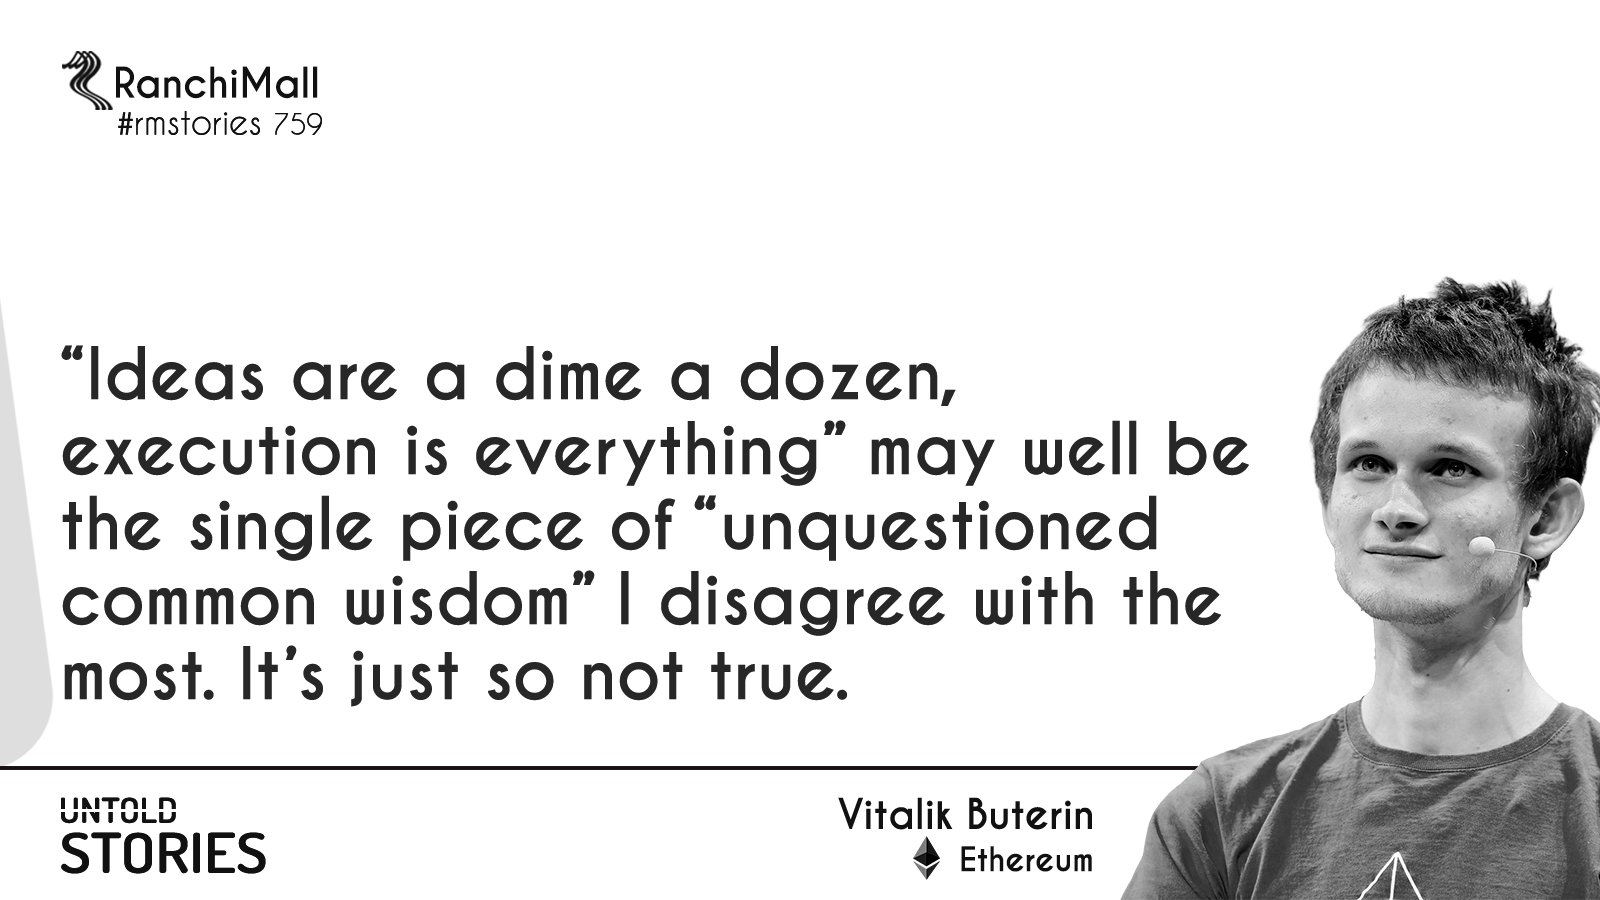 RanchiMall
#rmstories 759
“Ideas are a dime a dozen,
execution is everything” may well be
the single piece of “unquestioned
common wisdom” I disagree with the
most. It’s just so not true.
UNTOLD
STORIES
Vitalik Buterin
Ethereum